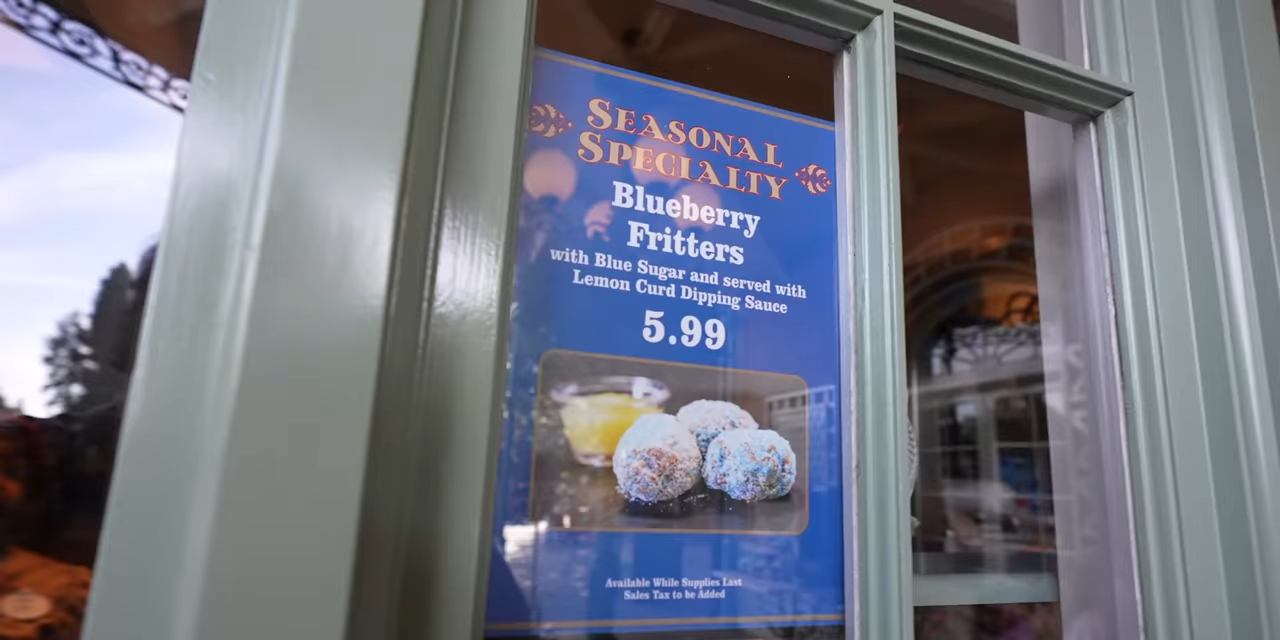 SEASONAL
SPECIALTY
Blueberry
Fritters
with Blue Sugar and served with
Lemon Curd Dipping Sauce
5.99
Available While Supplies Last
Sales Tax to be Added